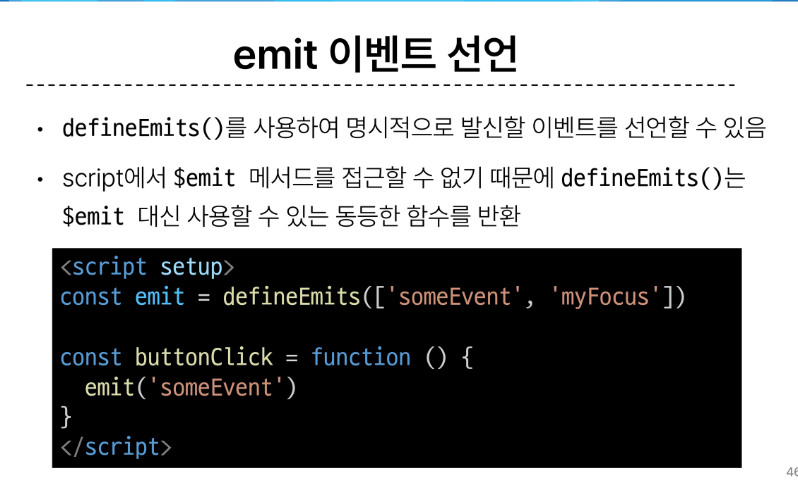 emit 이벤트 선언
• defineEmits()를 사용하여 명시적으로 발신할 이벤트를 선언할 수 있음
• script에서 $emit 메서드를 접근할 수 없기 때문에 defineEmits()는
$emit 대신 사용할 수 있는 동등한 함수를 반환
<script setup>
const emit = defineEmits(['someEvent', 'myFocus'])

const buttonClick = function () {
  emit('someEvent')
}
</script>
46